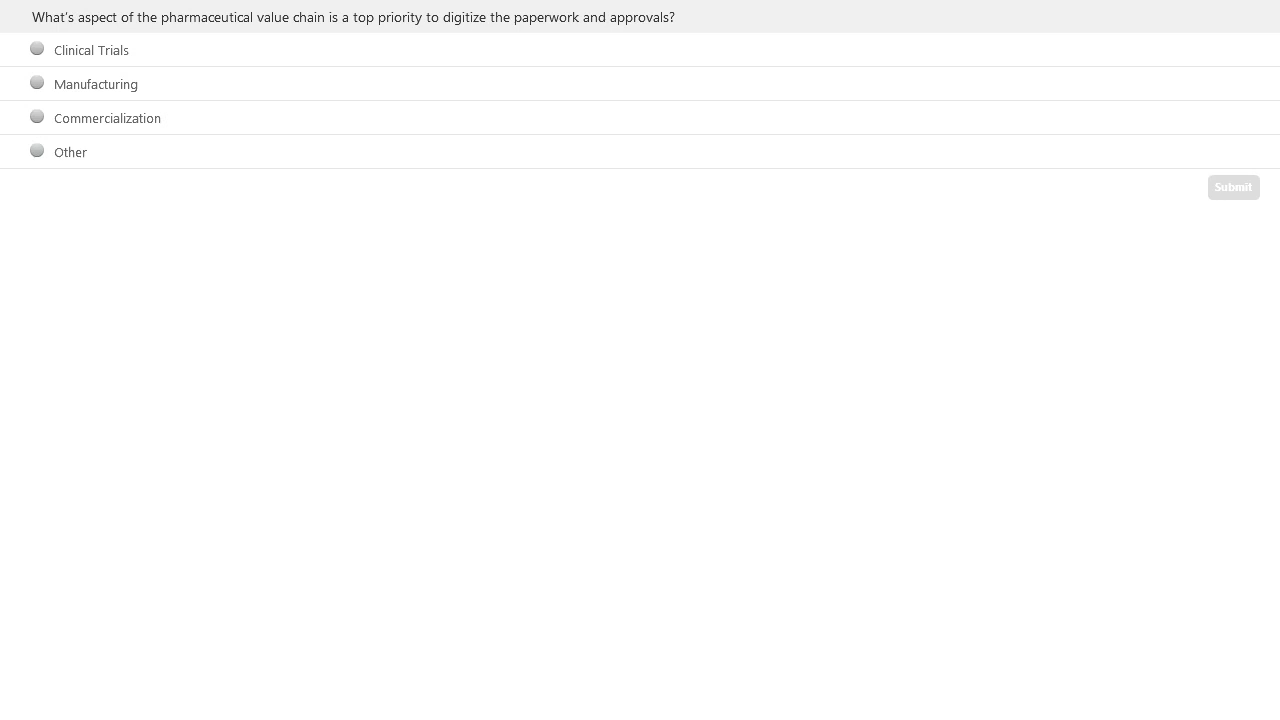 What's aspect of the pharmaceutical value chain is a top priority to digitize the paperwork and approvals?
Clinical Trials
Manufacturing
Commercialization
Other
Submit